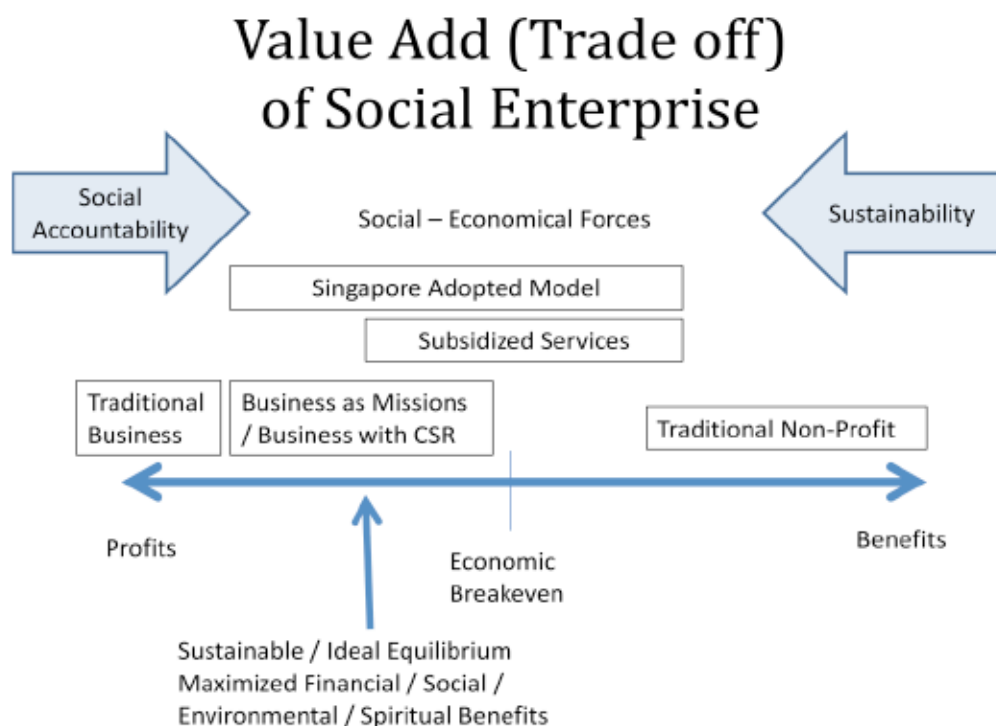 Value Add (Trade off)
of Social Enterprise
Social
Accountability
Social – Economical Forces
Sustainability
Singapore Adopted Model
Subsidized Services
Traditional
Business
Business as Missions
/ Business with CSR
Traditional Non-Profit
Profits
Economic
Breakeven
Benefits
Sustainable / Ideal Equilibrium
Maximized Financial / Social /
Environmental / Spiritual Benefits